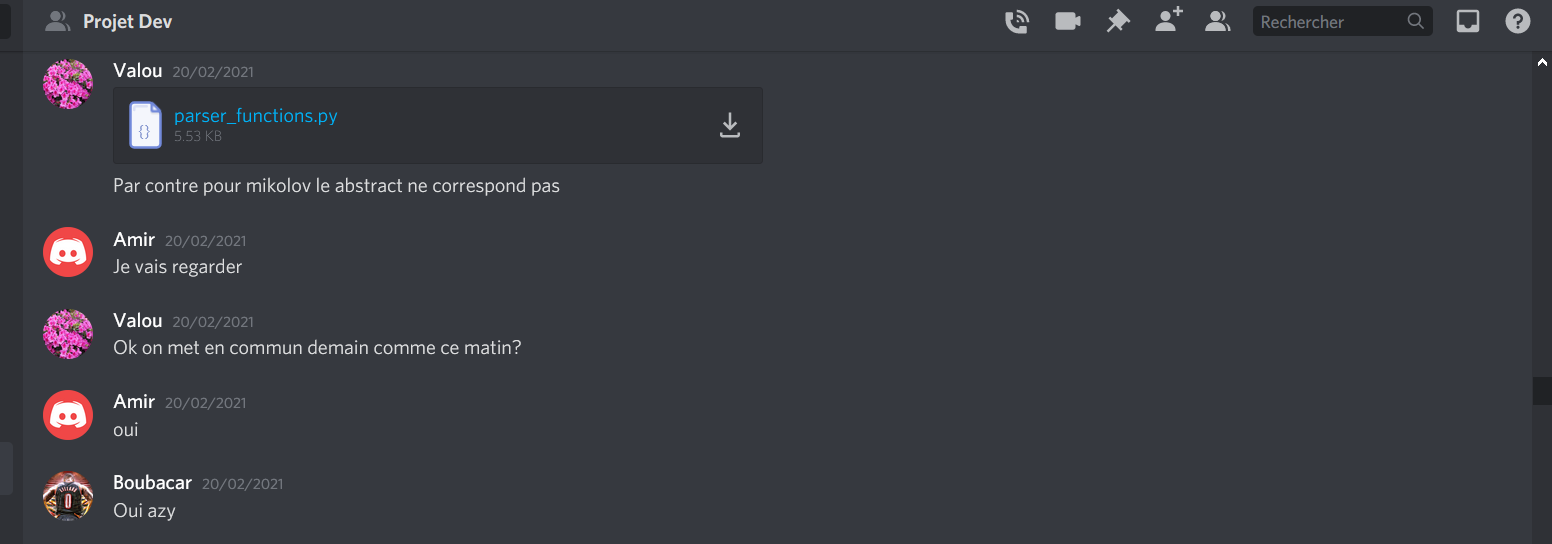 Projet Dev
Rechercher
Valou 20/02/2021
parser_functions.py
5.53 KB
Par contre pour mikolov le abstract ne correspond pas
Amir 20/02/2021
Je vais regarder
Valou 20/02/2021
Ok on met en commun demain comme ce matin?
Amir 20/02/2021
oui
Boubacar 20/02/2021
Oui azy